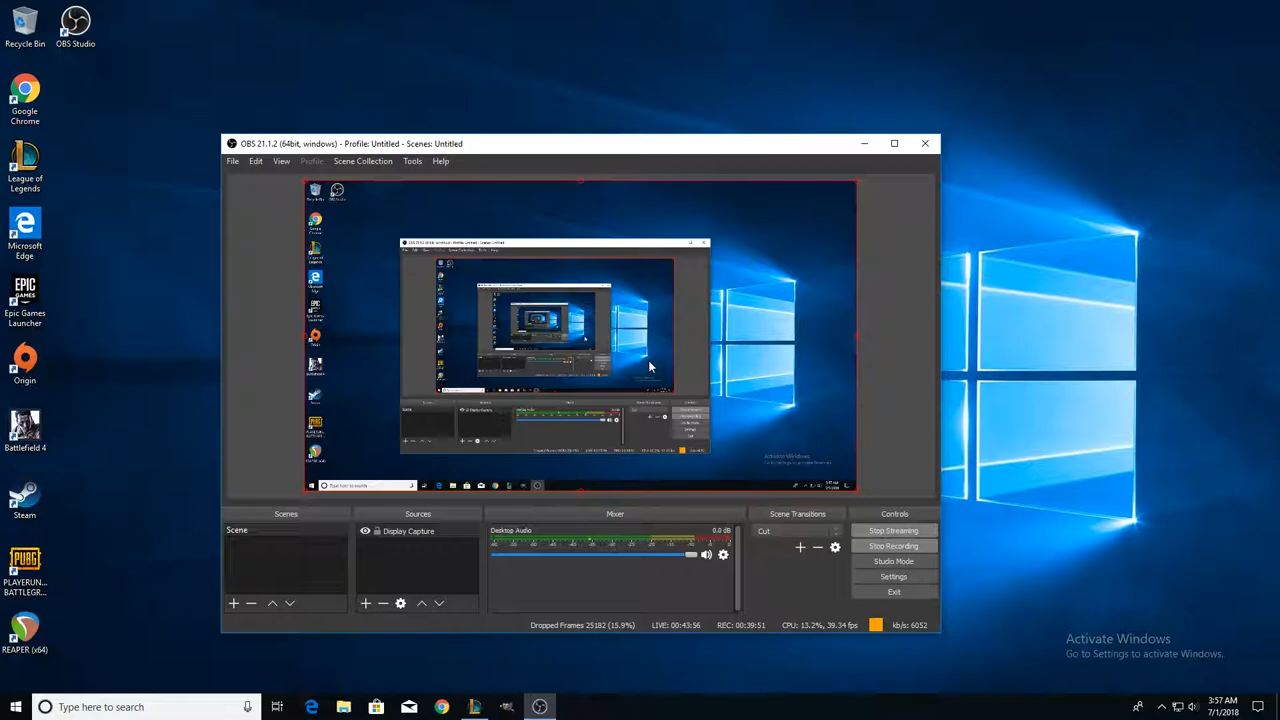 Recycle Bin
OBS Studio
Google Chrome
League of Legends
Microsoft Edge
Epic Games Launcher
Origin
Battlefield 4
Steam
PLAYERUN... BATTLEGR...
REAPER (x64)
OBS 21.1.2 (64bit, windows) - Profile: Untitled - Scenes: Untitled
File Edit View Profile Scene Collection Tools Help
Scenes Sources Mixer Scene Transitions Controls
Scene
Display Capture
Desktop Audio 0.0 dB
Cut
Stop Streaming
Stop Recording
Studio Mode
Settings
Exit
Dropped Frames 25182 (15.9%) LIVE: 00:43:56 REC: 00:39:51 CPU: 13.2%, 39.34 fps kb/s: 6052
Activate Windows
Go to Settings to activate Windows.
Type here to search
3:57 AM
7/1/2018